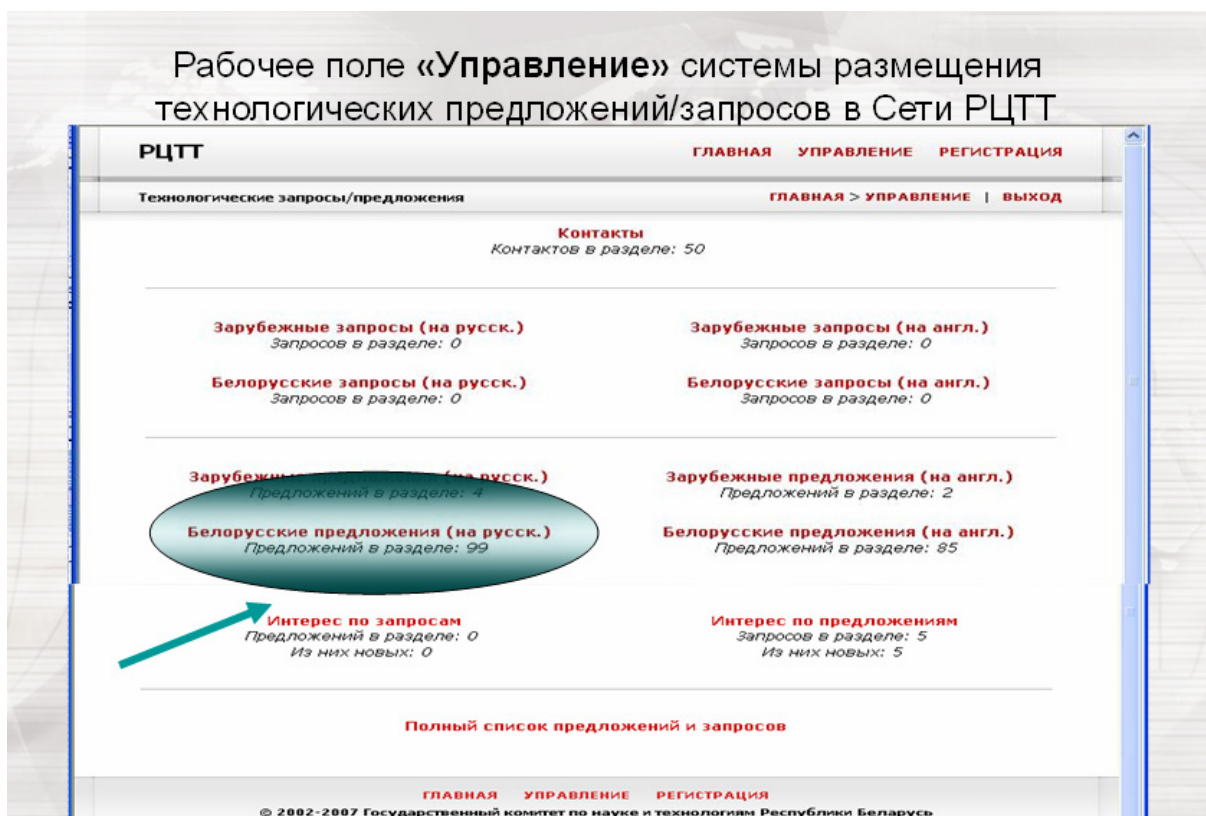 Рабочее поле «Управление» системы размещения
технологических предложений/запросов в Сети РЦТТ
РЦТТ ГЛАВНАЯ УПРАВЛЕНИЕ РЕГИСТРАЦИЯ
Технологические запросы/предложения ГЛАВНАЯ > УПРАВЛЕНИЕ | ВЫХОД
Контакты
Контактов в разделе: 50
Зарубежные запросы (на русск.) Зарубежные запросы (на англ.)
Запросов в разделе: 0 Запросов в разделе: 0
Белорусские запросы (на русск.) Белорусские запросы (на англ.)
Запросов в разделе: 0 Запросов в разделе: 0
Зарубежные предложения (на русск.) Зарубежные предложения (на англ.)
Предложений в разделе: 4 Предложений в разделе: 2
Белорусские предложения (на русск.) Белорусские предложения (на англ.)
Предложений в разделе: 99 Предложений в разделе: 85
Интерес по запросам Интерес по предложениям
Предложений в разделе: 0 Запросов в разделе: 5
Из них новых: 0 Из них новых: 5
Полный список предложений и запросов
ГЛАВНАЯ УПРАВЛЕНИЕ РЕГИСТРАЦИЯ
© 2002-2007 Государственный комитет по науке и технологиям Республики Беларусь